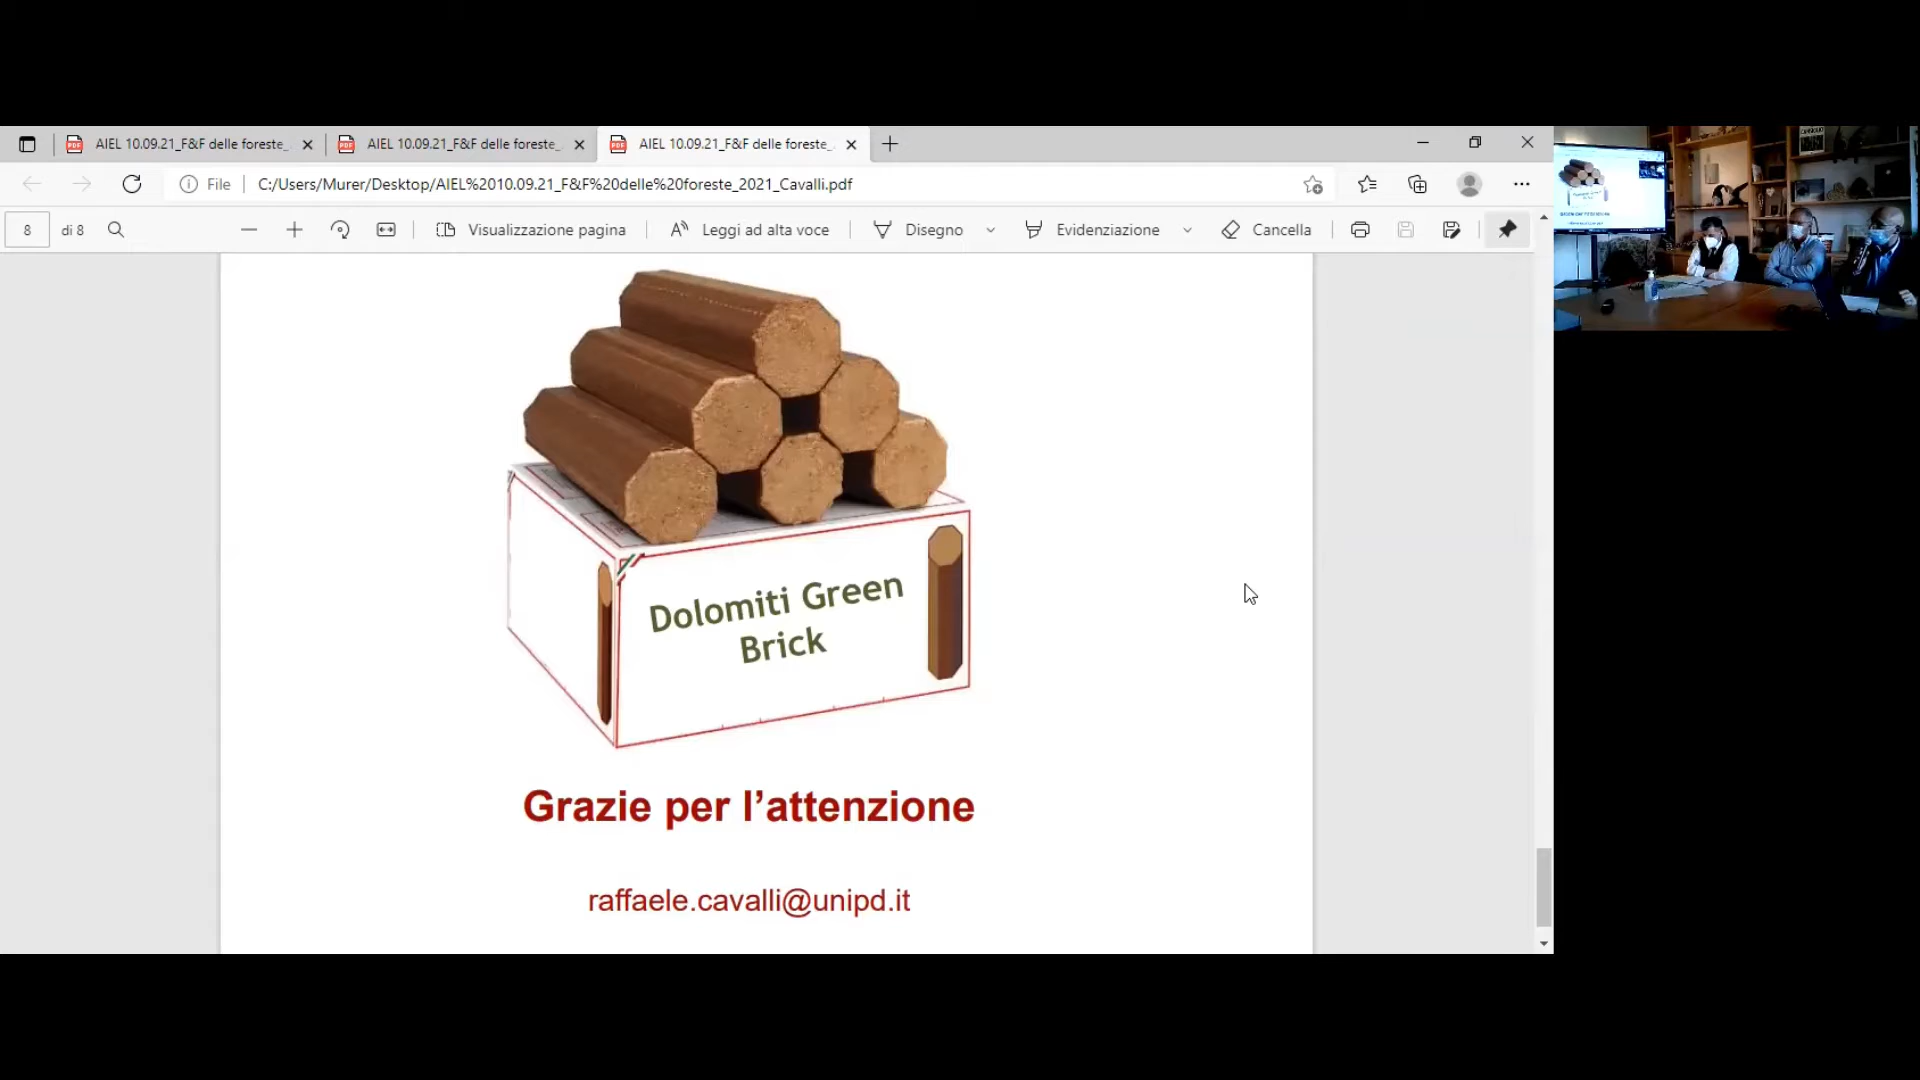 AIEL 10.09.21_F&F delle foreste_
AIEL 10.09.21_F&F delle foreste_
AIEL 10.09.21_F&F delle foreste_
File
C:/Users/Murer/Desktop/AIEL%2010.09.21_F&F%20delle%20foreste_2021_Cavalli.pdf
8 di 8
Visualizzazione pagina
Leggi ad alta voce
Disegno
Evidenziazione
Cancella
Dolomiti Green
Brick
Grazie per l’attenzione
raffaele.cavalli@unipd.it